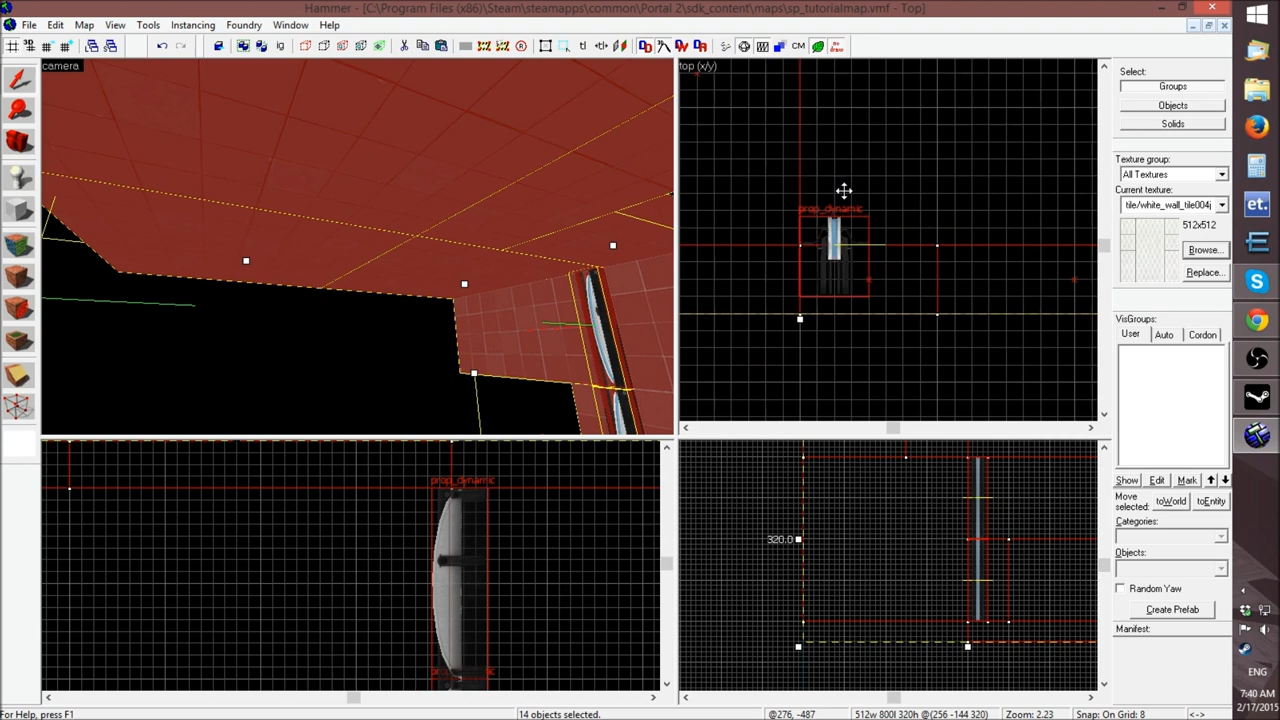 Hammer - [C:\Program Files (x86)\Steam\steamapps\common\Portal 2\sdk_content\maps\sp_tutorialmap.vmf - Top]
File Edit Map View Tools Instancing Foundry Window Help
ig
tl
CM
camera
top (x/y)
prop_dynamic
prop_dynamic
320.0
Select:
Groups
Objects
Solids
Texture group:
All Textures
Current texture:
tile/white_wall_tile004j
512x512
Browse...
Replace...
VisGroups:
User Auto Cordon
Show Edit Mark
Move selected:
toWorld toEntity
Categories:
Objects:
Random Yaw
Create Prefab
Manifest:
et.
ENG
7:40 AM
2/17/2015
For Help, press F1
14 objects selected.
@276, -487
512w 800l 320h @(256 -144 320)
Zoom: 2.23
Snap: On Grid: 8
<->